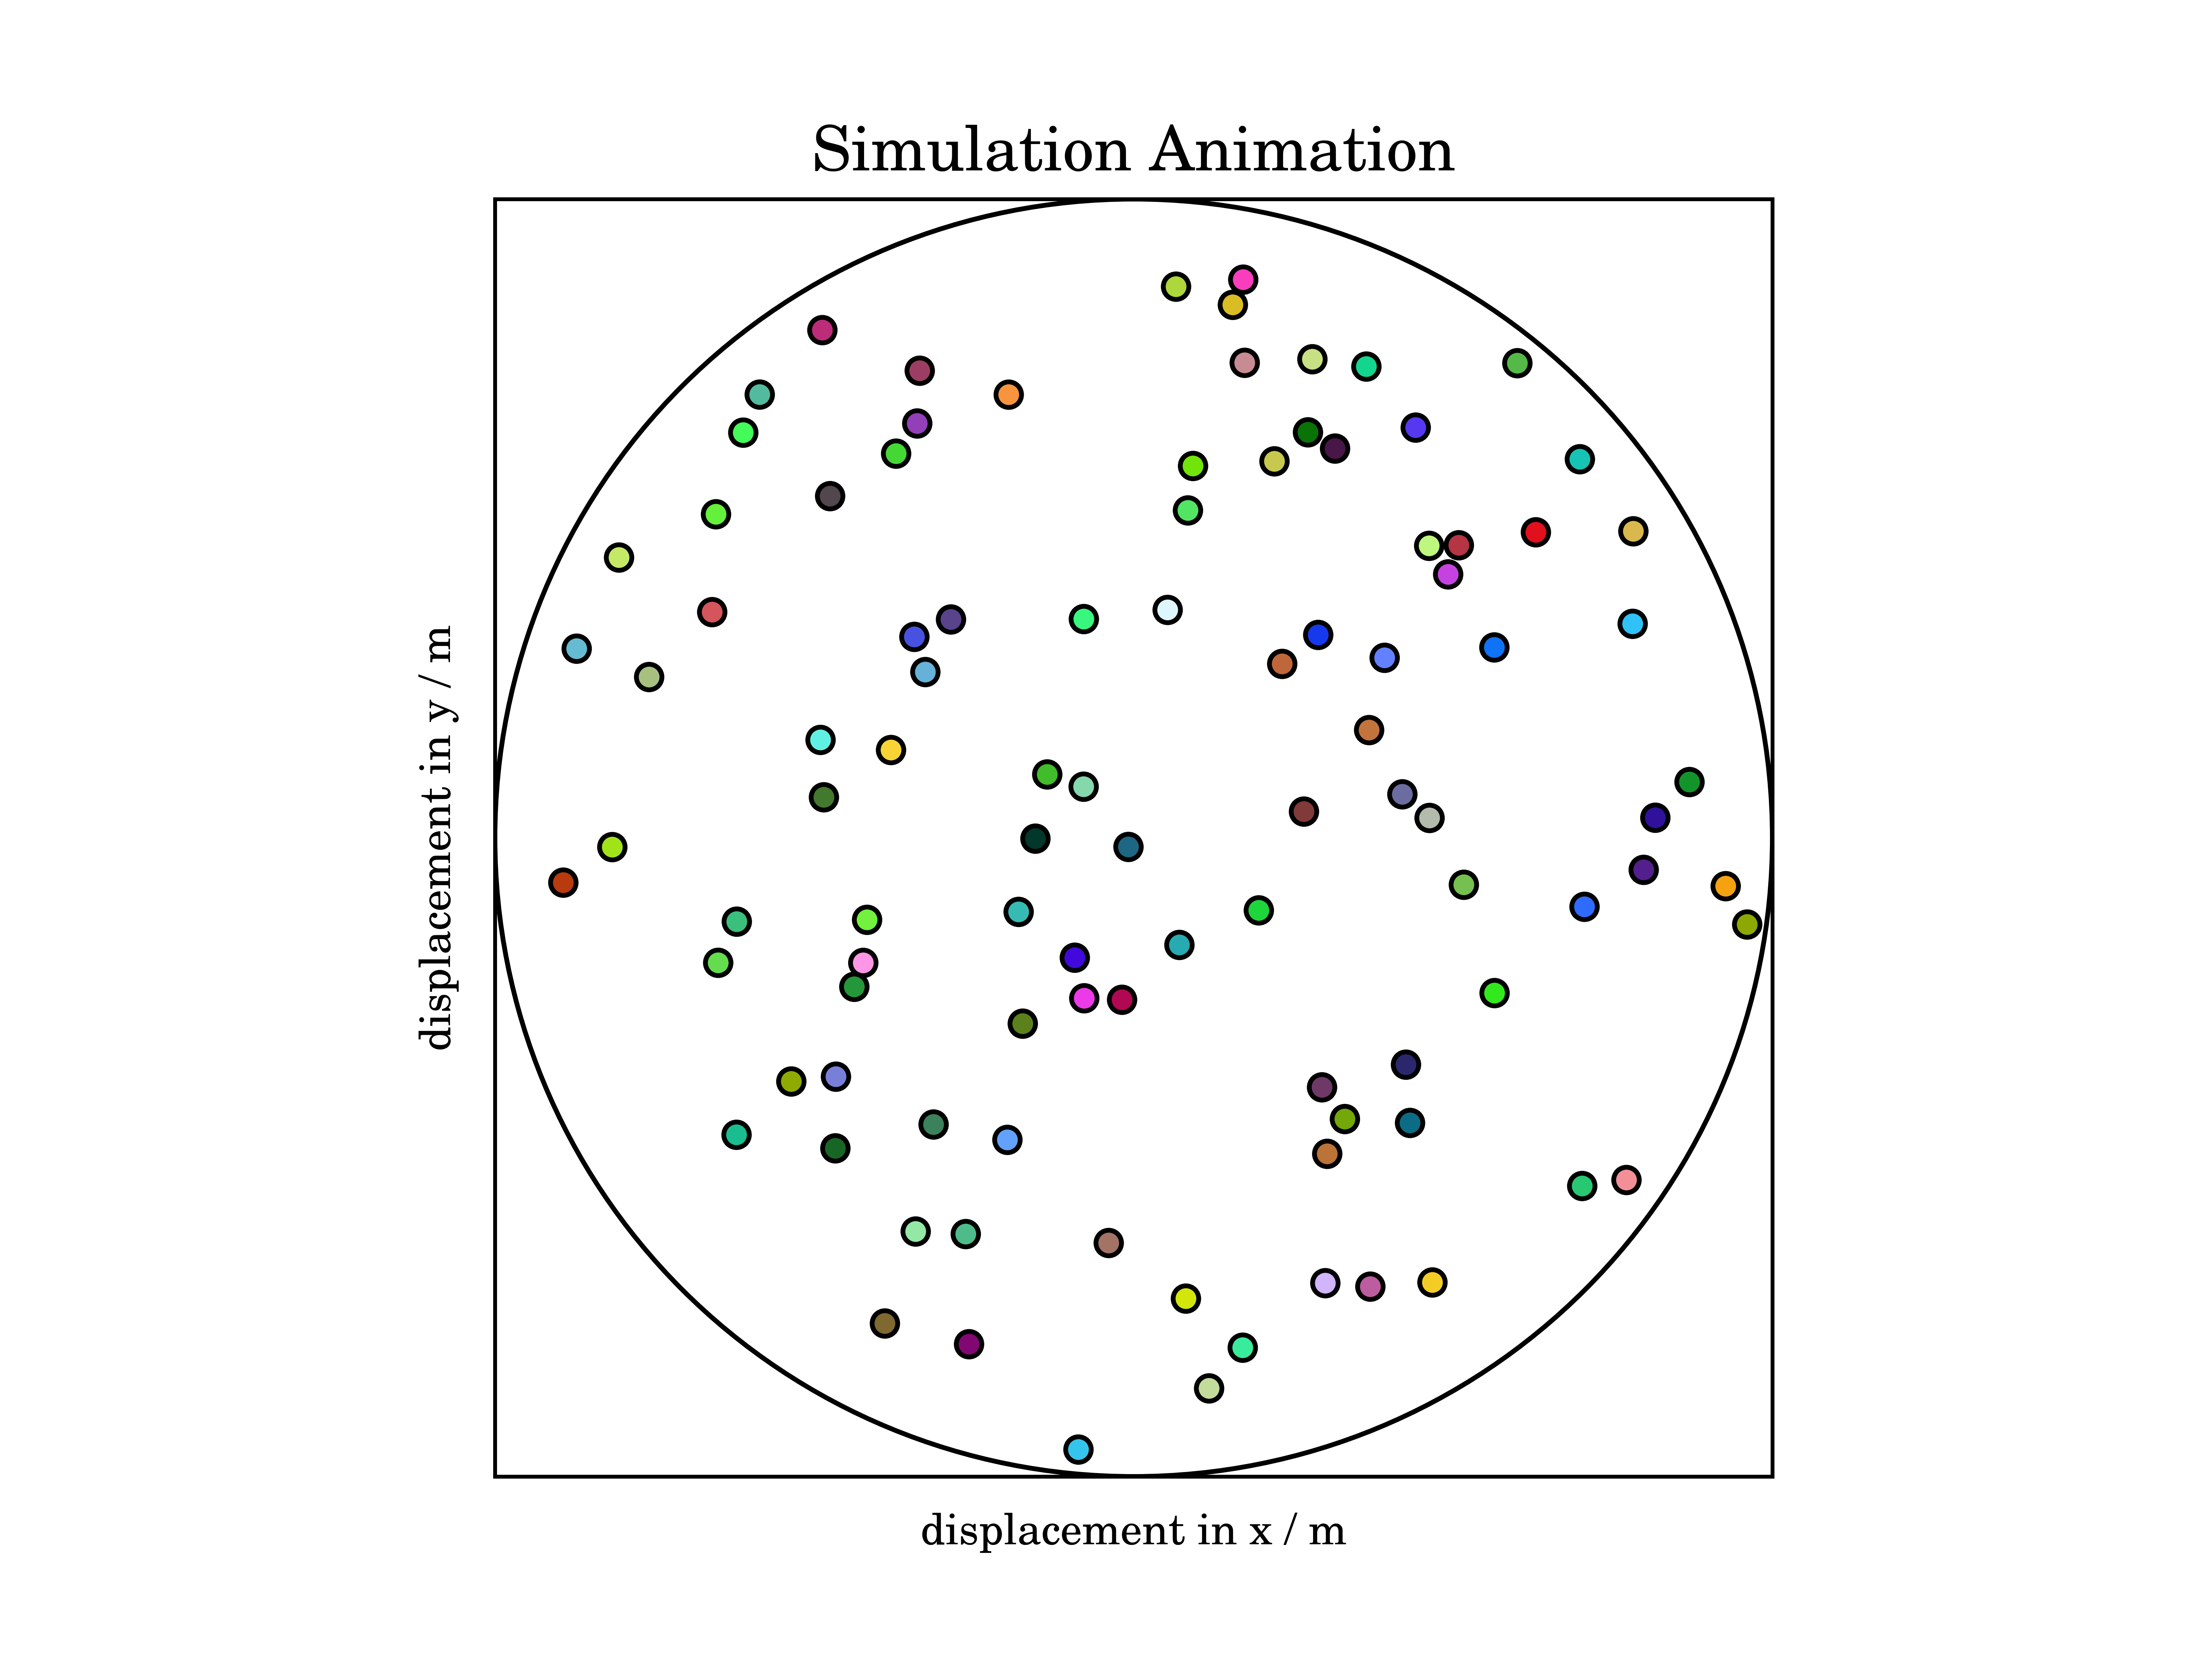 Simulation Animation
displacement in y / m
displacement in x / m